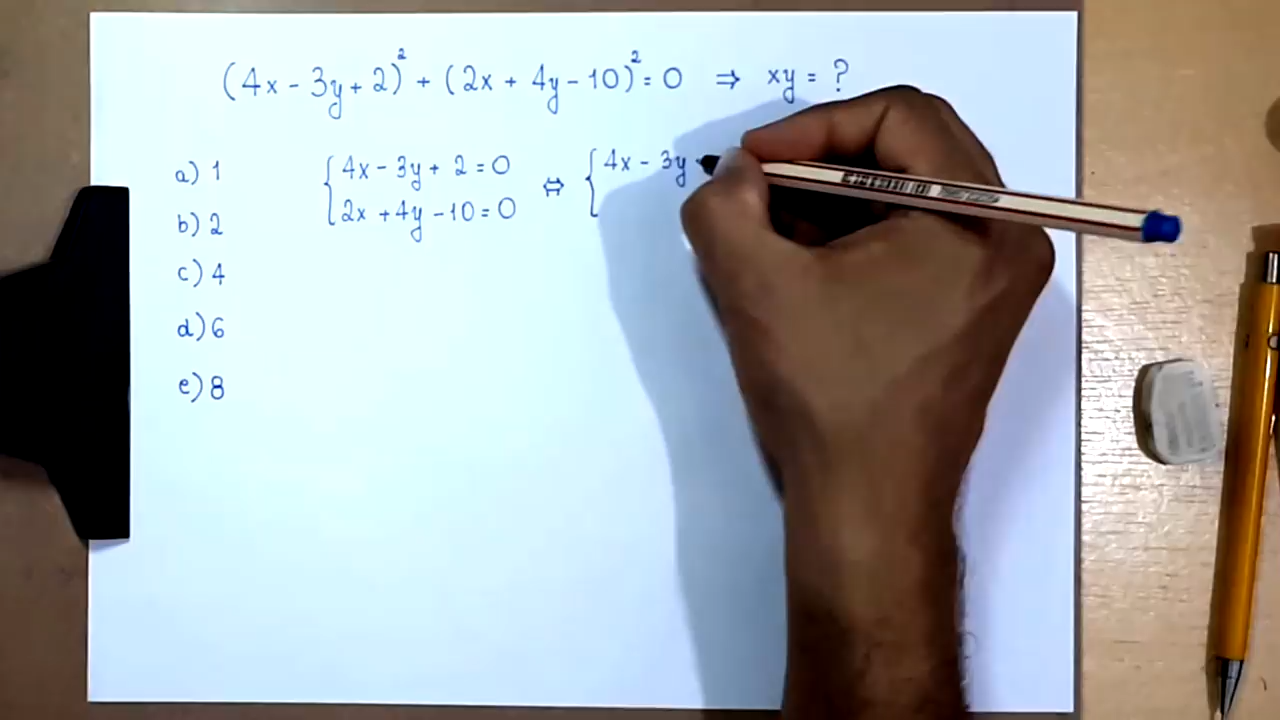 (4x - 3y + 2)² + (2x + 4y - 10)² = 0 ⇒ xy = ?
a) 1
b) 2
c) 4
d) 6
e) 8
{ 4x - 3y + 2 = 0 ⇔ { 4x - 3y
2x + 4y - 10 = 0